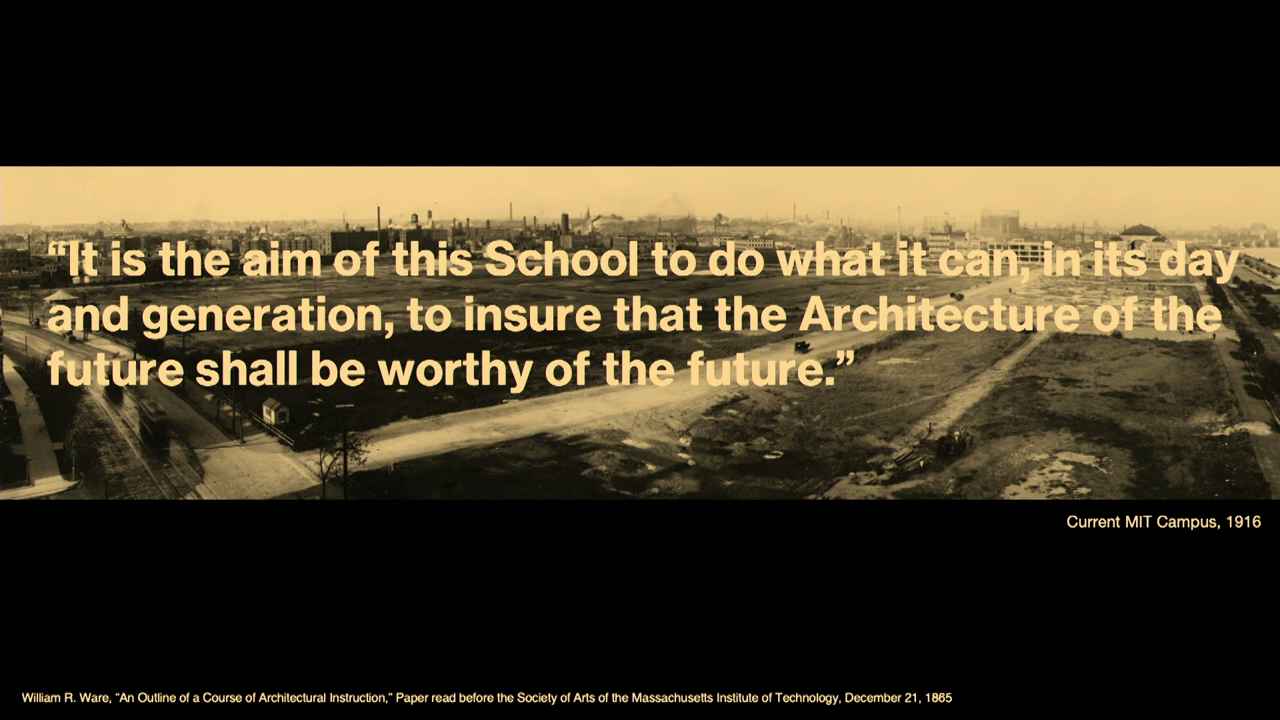 “It is the aim of this School to do what it can, in its day
and generation, to insure that the Architecture of the
future shall be worthy of the future.”
Current MIT Campus, 1916
William R. Ware, “An Outline of a Course of Architectural Instruction,” Paper read before the Society of Arts of the Massachusetts Institute of Technology, December 21, 1865